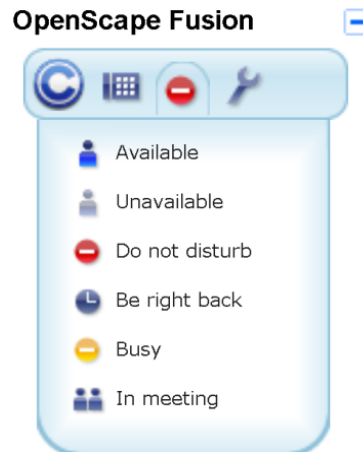 OpenScape Fusion
Available
Unavailable
Do not disturb
Be right back
Busy
In meeting